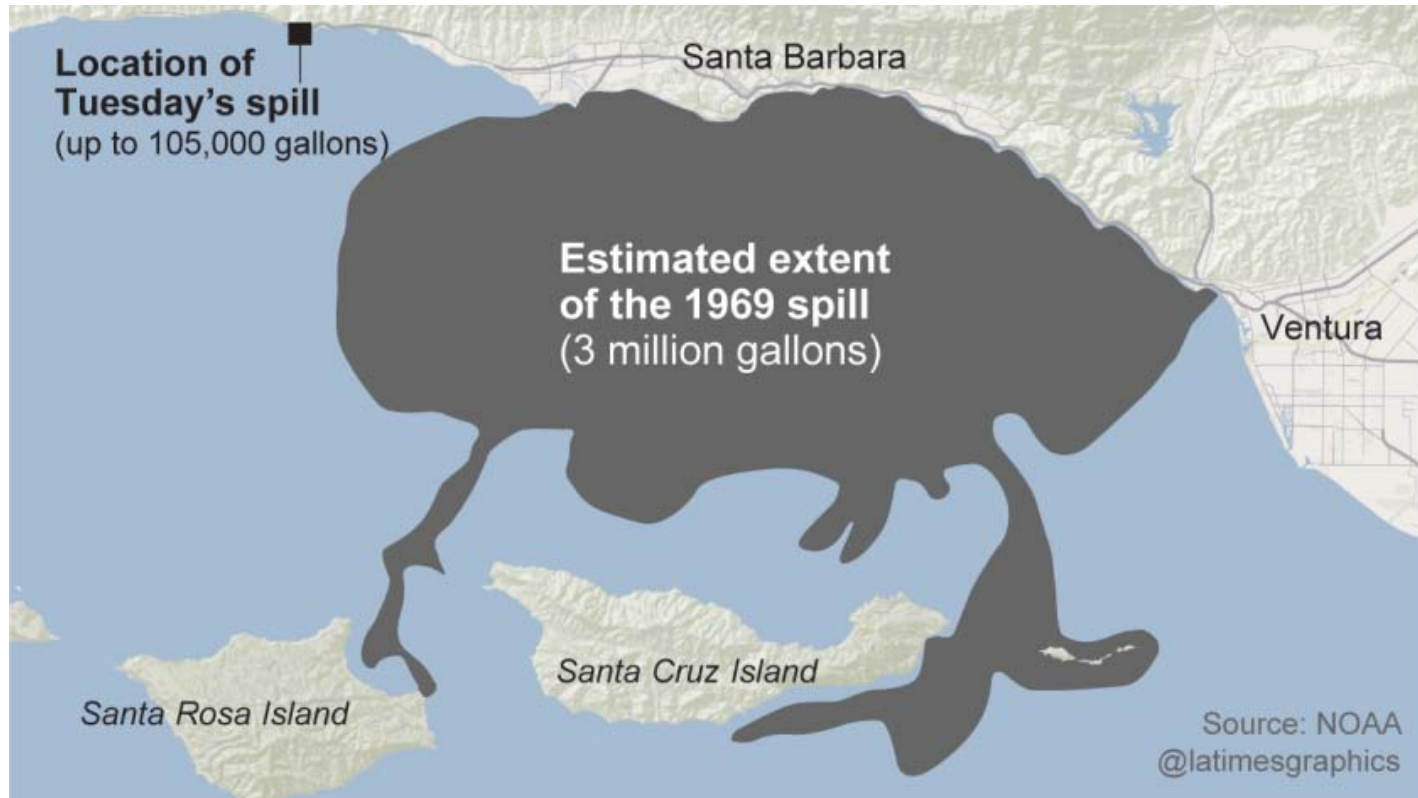 Location of
Tuesday’s spill
(up to 105,000 gallons)
Santa Barbara
Estimated extent
of the 1969 spill
(3 million gallons)
Ventura
Santa Cruz Island
Santa Rosa Island
Source: NOAA
@latimesgraphics